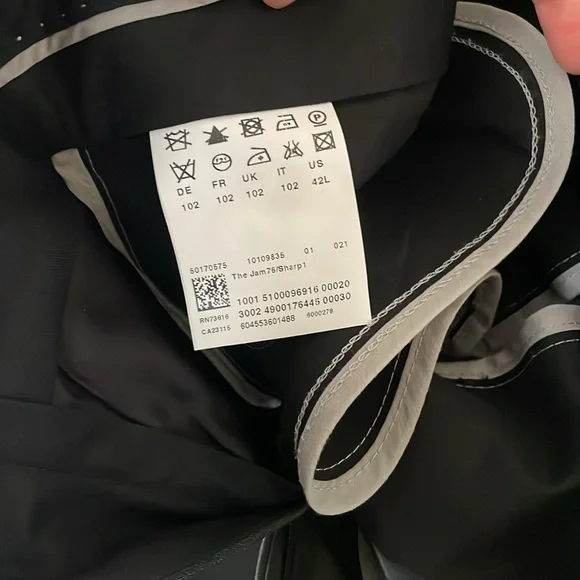 DE FR UK IT US
102 102 102 102 42L
50170575 10109835 01 021
The Jam76/Sharp1
1001 5100096916 00020
3002 4900176445 00030
RN73616
CA23115 604553601488 6000278